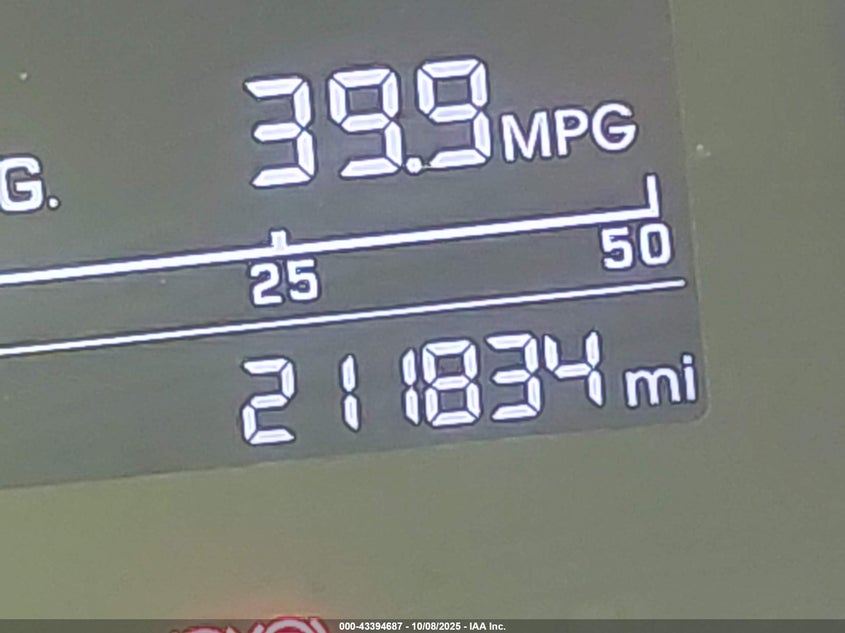 39.9 MPG
G.
25 50
211834 mi
000-43394687 - 10/08/2025 - IAA Inc.